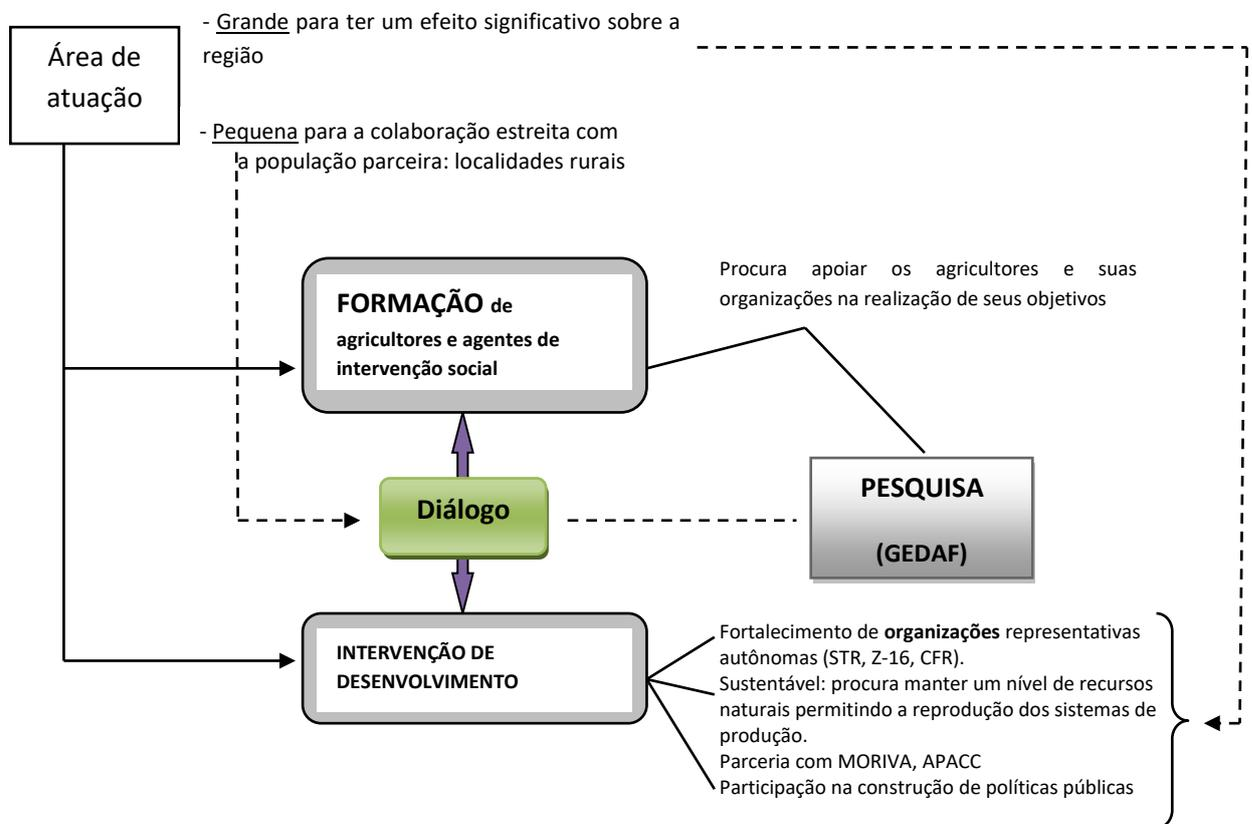 Área de
atuação
- Grande para ter um efeito significativo sobre a
região
- Pequena para a colaboração estreita com
a população parceira: localidades rurais
FORMAÇÃO de
agricultores e agentes de
intervenção social
Procura apoiar os agricultores e suas
organizações na realização de seus objetivos
Diálogo
PESQUISA
(GEDAF)
INTERVENÇÃO DE
DESENVOLVIMENTO
Fortalecimento de organizações representativas
autônomas (STR, Z-16, CFR).
Sustentável: procura manter um nível de recursos
naturais permitindo a reprodução dos sistemas de
produção.
Parceria com MORIVA, APACC
Participação na construção de políticas públicas